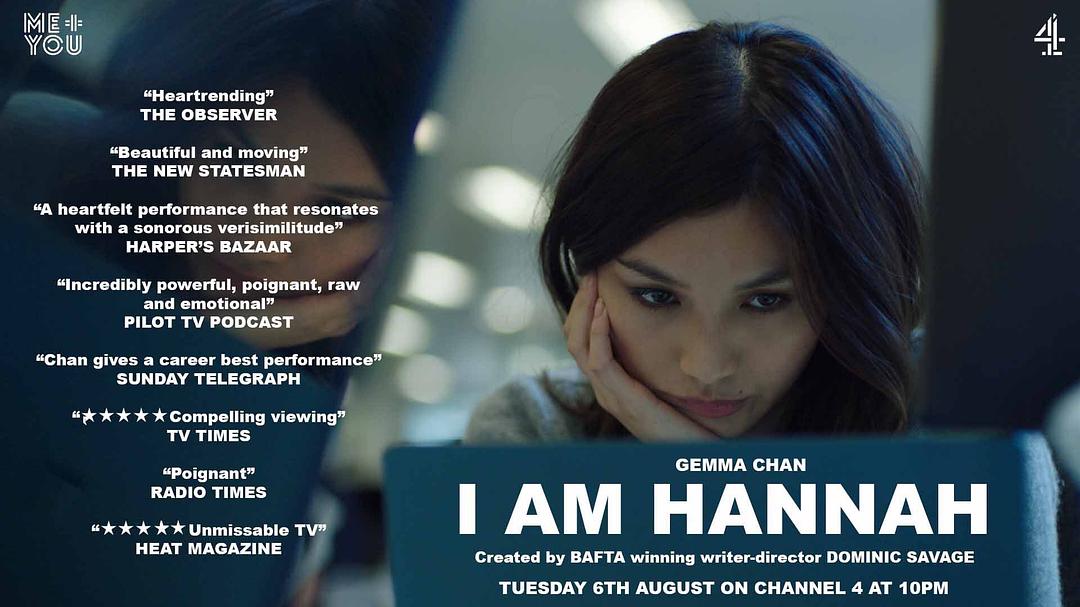 ME+
YOU
4
“Heartrending”
THE OBSERVER
“Beautiful and moving”
THE NEW STATESMAN
“A heartfelt performance that resonates
with a sonorous verisimilitude”
HARPER’S BAZAAR
“Incredibly powerful, poignant, raw
and emotional”
PILOT TV PODCAST
“Chan gives a career best performance”
SUNDAY TELEGRAPH
“★★★★★Compelling viewing”
TV TIMES
“Poignant”
RADIO TIMES
“★★★★★Unmissable TV”
HEAT MAGAZINE
GEMMA CHAN
I AM HANNAH
Created by BAFTA winning writer-director DOMINIC SAVAGE
TUESDAY 6TH AUGUST ON CHANNEL 4 AT 10PM